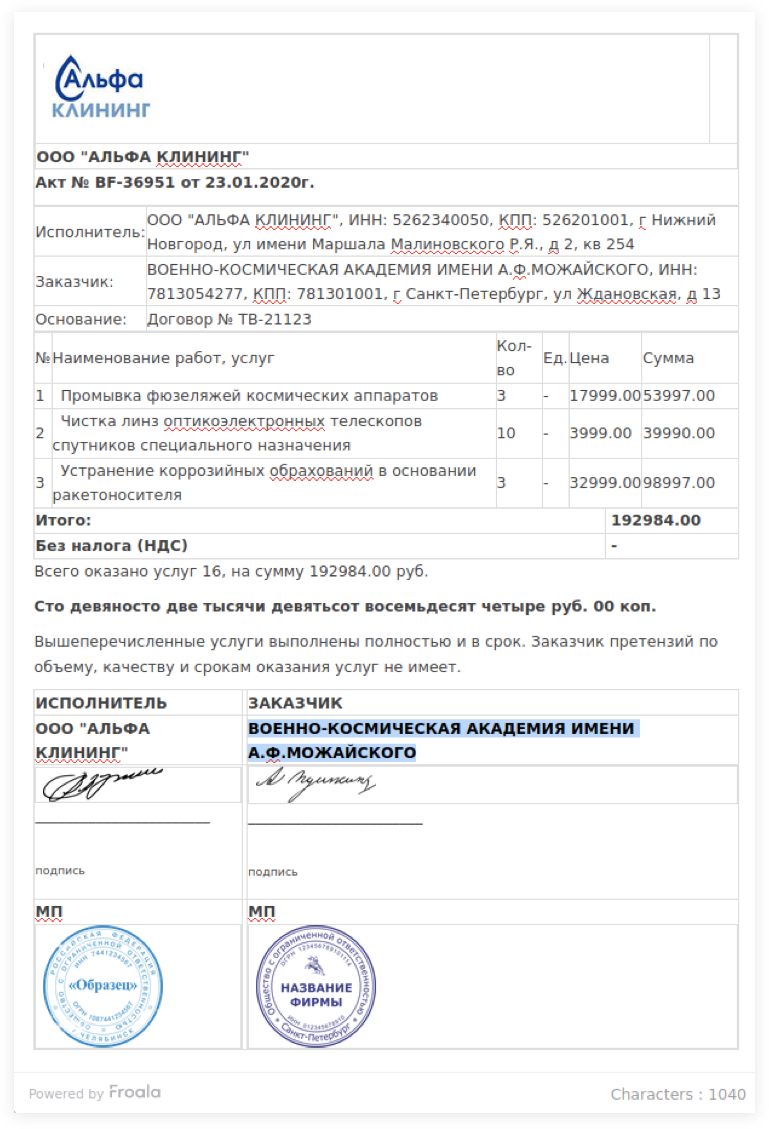 Альфа
КЛИНИНГ
ООО "АЛЬФА КЛИНИНГ"
Акт № BF-36951 от 23.01.2020г.
Исполнитель: ООО "АЛЬФА КЛИНИНГ", ИНН: 5262340050, КПП: 526201001, г Нижний
Новгород, ул имени Маршала Малиновского Р.Я., д 2, кв 254
Заказчик: ВОЕННО-КОСМИЧЕСКАЯ АКАДЕМИЯ ИМЕНИ А.Ф.МОЖАЙСКОГО, ИНН:
7813054277, КПП: 781301001, г Санкт-Петербург, ул Ждановская, д 13
Основание: Договор № ТВ-21123
№ Наименование работ, услуг Кол-
во Ед. Цена Сумма
1 Промывка фюзеляжей космических аппаратов 3 - 17999.00 53997.00
2 Чистка линз оптикоэлектронных телескопов
спутников специального назначения 10 - 3999.00 39990.00
3 Устранение коррозийных обрахований в основании
ракетоносителя 3 - 32999.00 98997.00
Итого: 192984.00
Без налога (НДС) -
Всего оказано услуг 16, на сумму 192984.00 руб.
Сто девяносто две тысячи девятьсот восемьдесят четыре руб. 00 коп.
Вышеперечисленные услуги выполнены полностью и в срок. Заказчик претензий по
объему, качеству и срокам оказания услуг не имеет.
ИСПОЛНИТЕЛЬ ЗАКАЗЧИК
ООО "АЛЬФА
КЛИНИНГ"
ВОЕННО-КОСМИЧЕСКАЯ АКАДЕМИЯ ИМЕНИ
А.Ф.МОЖАЙСКОГО
А Пушкинъ
подпись подпись
МП МП
РОССИЙСКАЯ ФЕДЕРАЦИЯ
ОБЩЕСТВО С ОГРАНИЧЕННОЙ ОТВЕТСТВЕННОСТЬЮ
ИНН 7441234567
«Образец»
ОГРН 1087441234567
ЧЕЛЯБИНСК
Общество с ограниченной ответственностью
ОГРН 123456789101114
НАЗВАНИЕ
ФИРМЫ
ИНН 012345678910
Санкт-Петербург
Powered by Froala
Characters : 1040